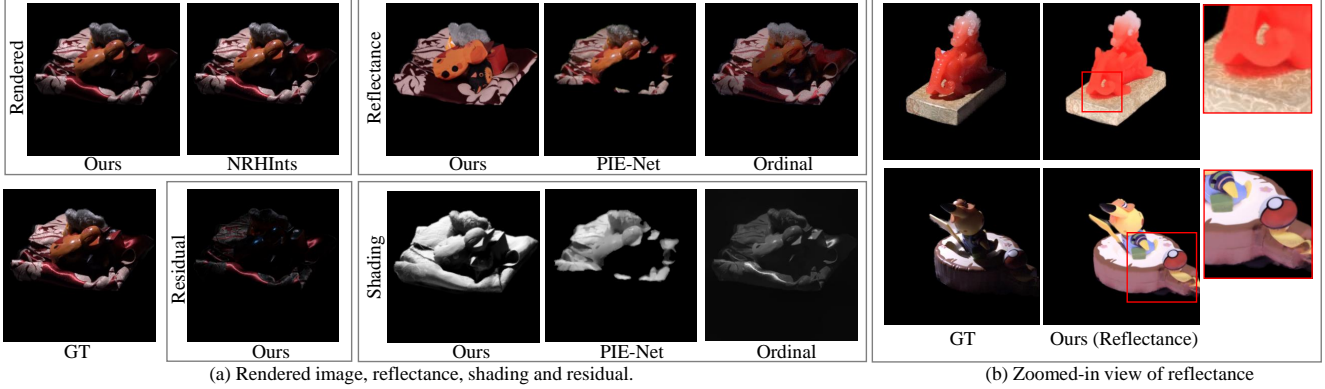 Rendered
Ours
NRHInts
Reflectance
Ours
PIE-Net
Ordinal
GT
Residual
Ours
Shading
Ours
PIE-Net
Ordinal
(a) Rendered image, reflectance, shading and residual.
GT
Ours (Reflectance)
(b) Zoomed-in view of reflectance